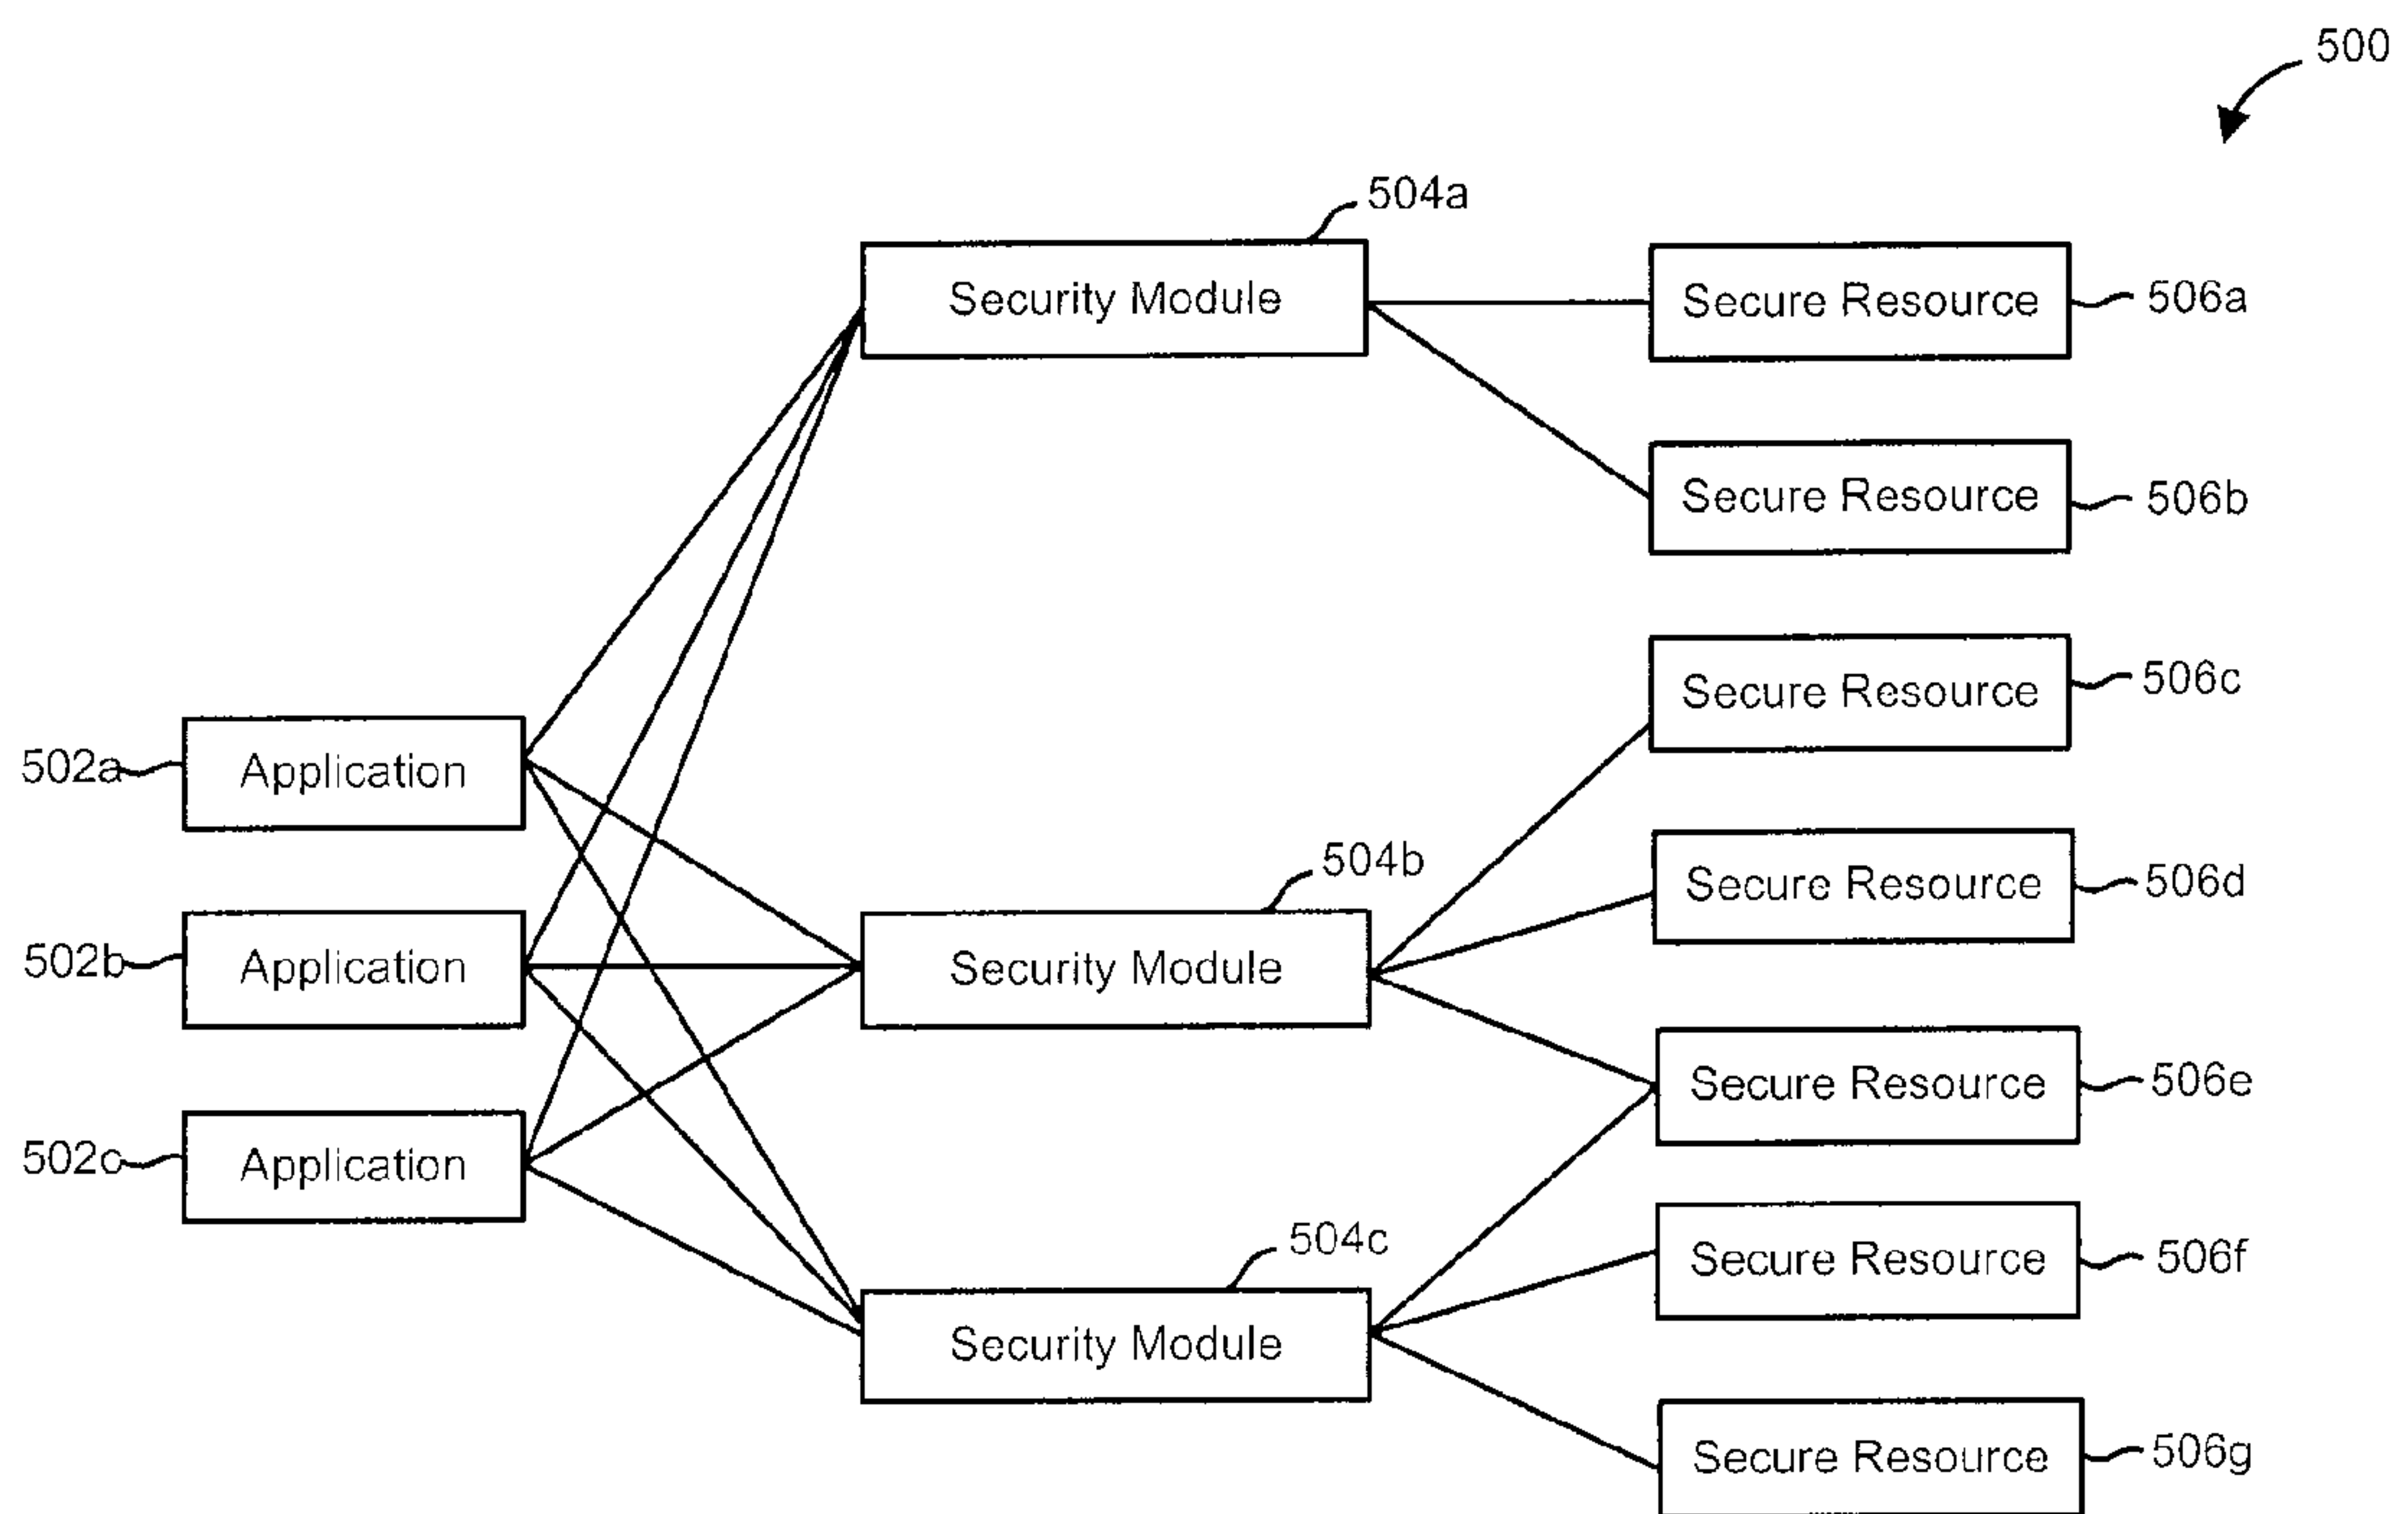 500
504a
Security Module
Secure Resource
506a
Secure Resource
506b
Secure Resource
506c
502a
Application
504b
Secure Resource
506d
502b
Application
Security Module
Secure Resource
506e
502c
Application
504c
Secure Resource
506f
Security Module
Secure Resource
506g